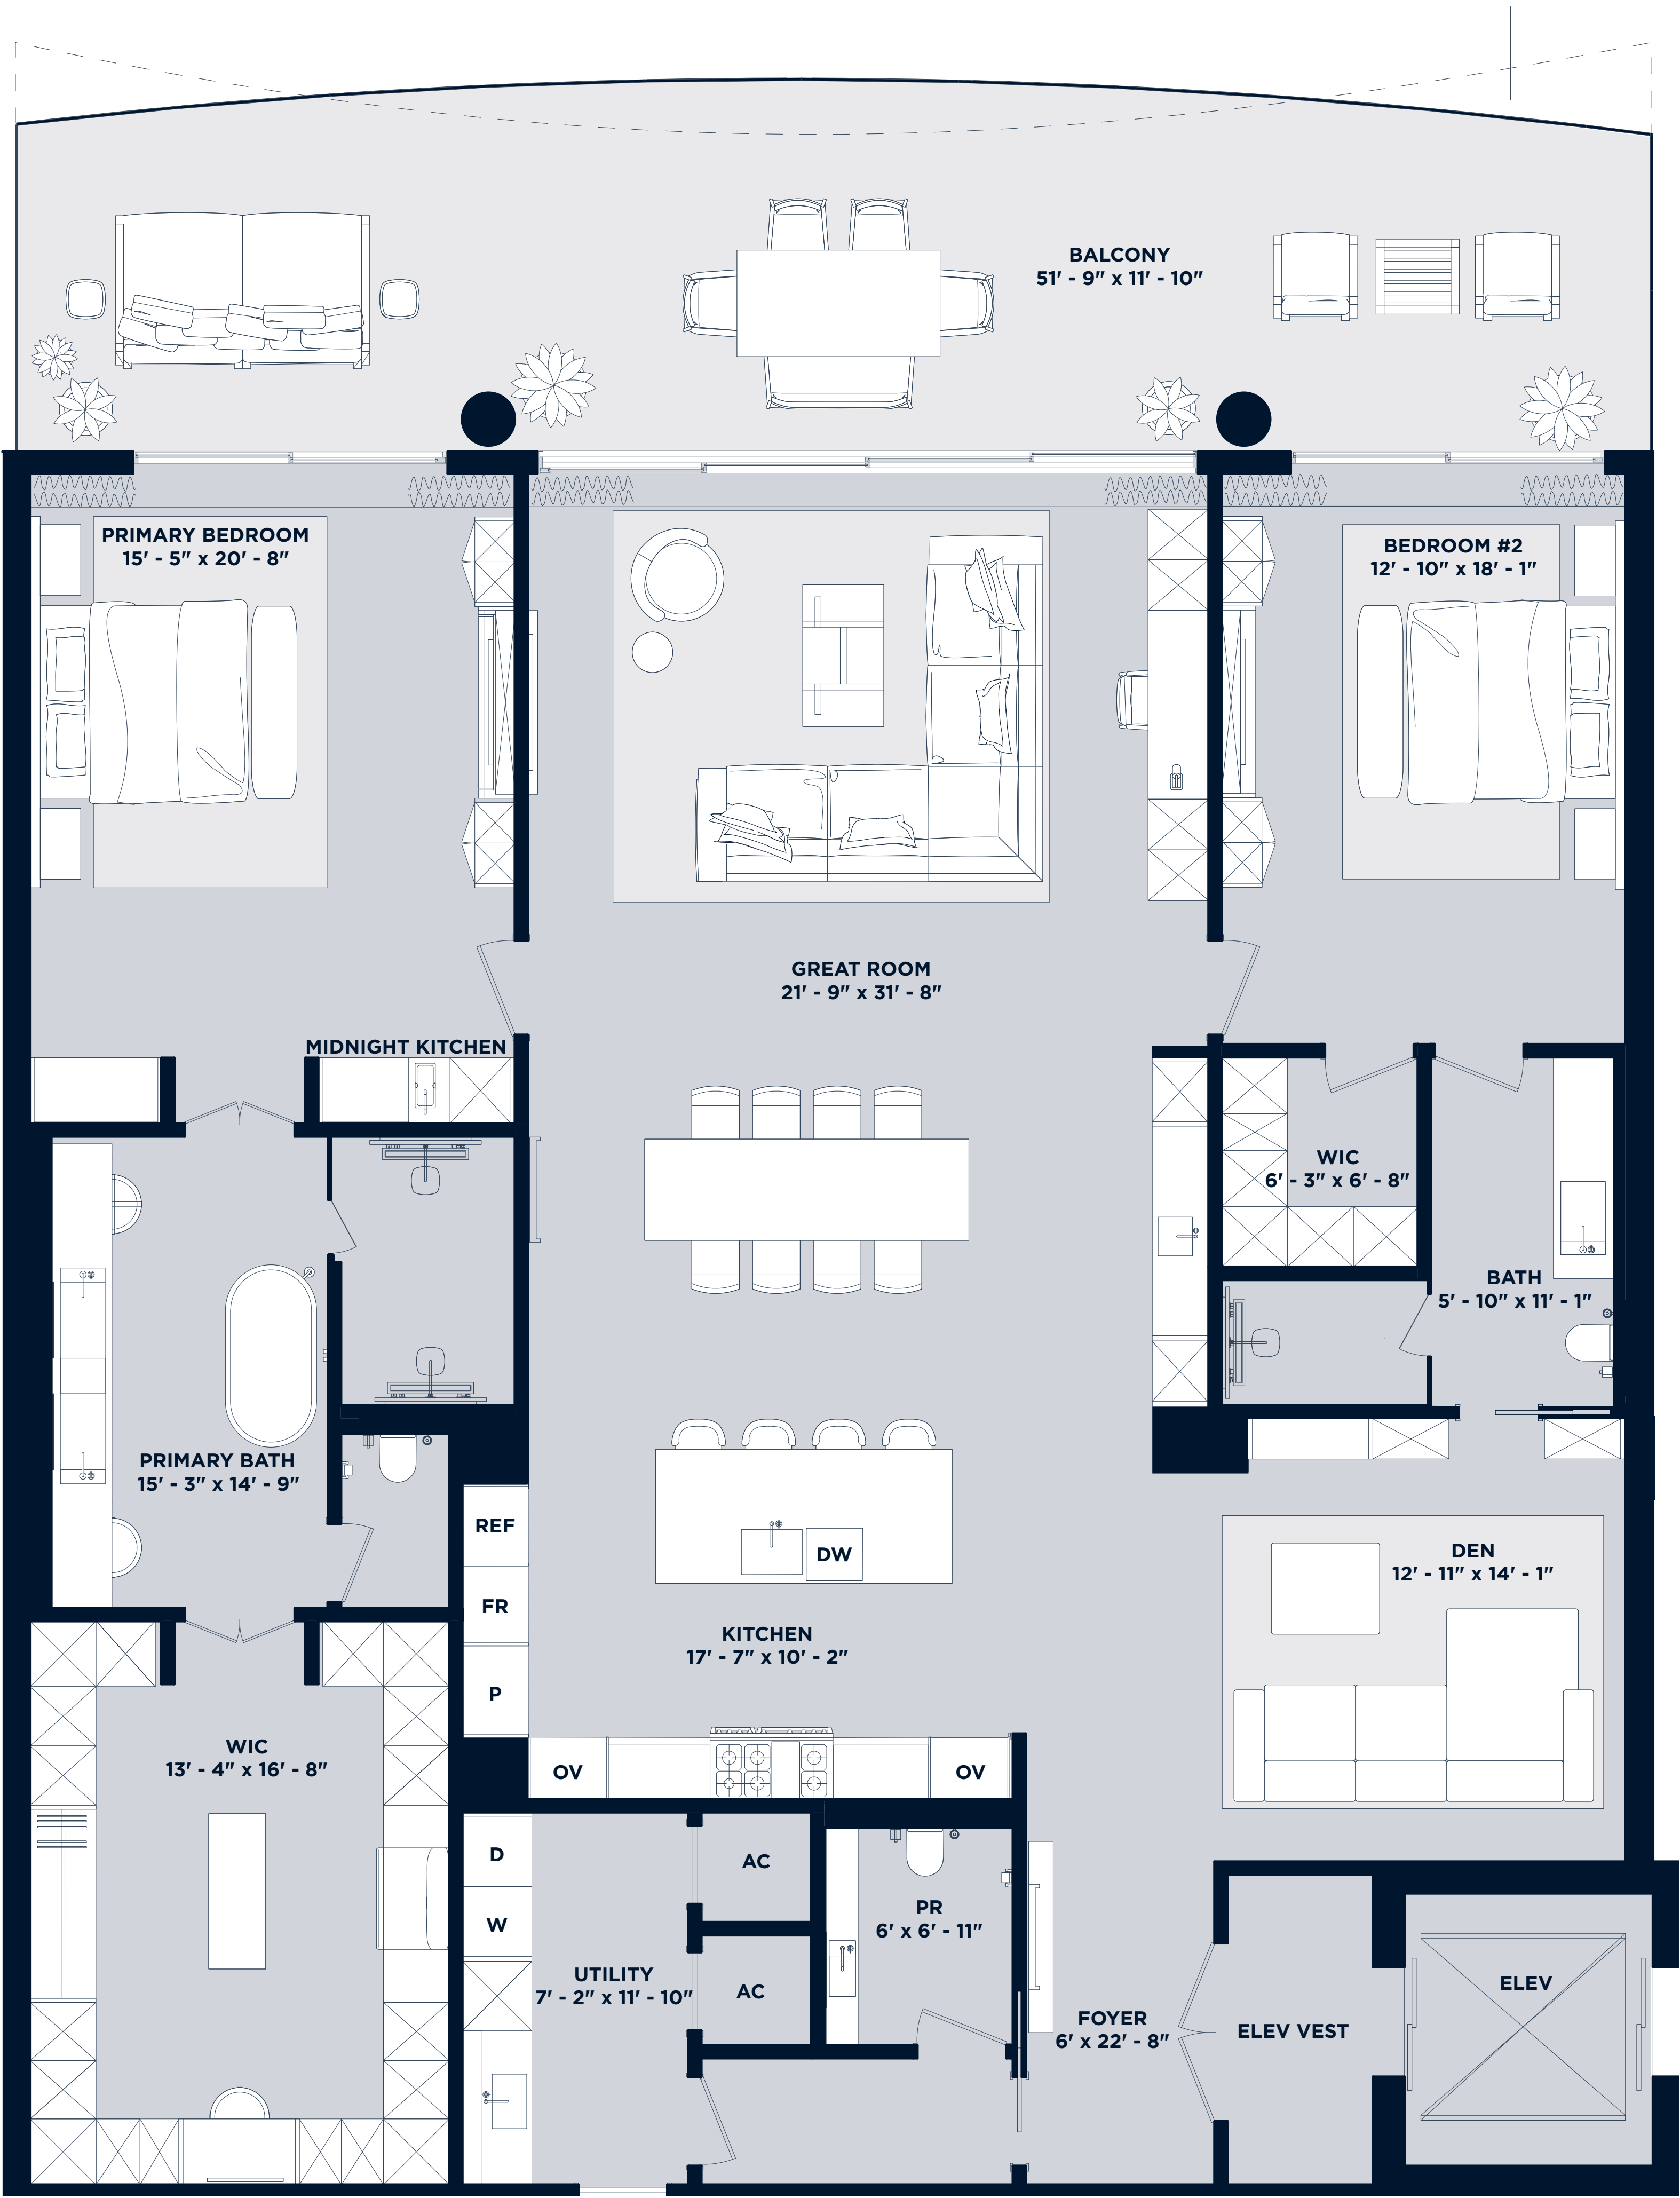 BALCONY
51' - 9" x 11' - 10"
PRIMARY BEDROOM
15' - 5" x 20' - 8"
BEDROOM #2
12' - 10" x 18' - 1"
GREAT ROOM
21' - 9" x 31' - 8"
MIDNIGHT KITCHEN
WIC
6' - 3" x 6' - 8"
BATH
5' - 10" x 11' - 1"
PRIMARY BATH
15' - 3" x 14' - 9"
REF
DW
DEN
12' - 11" x 14' - 1"
FR
KITCHEN
17' - 7" x 10' - 2"
P
WIC
13' - 4" x 16' - 8"
OV
OV
D
AC
W
PR
6' x 6' - 11"
UTILITY
7' - 2" x 11' - 10"
AC
ELEV
FOYER
6' x 22' - 8"
ELEV VEST